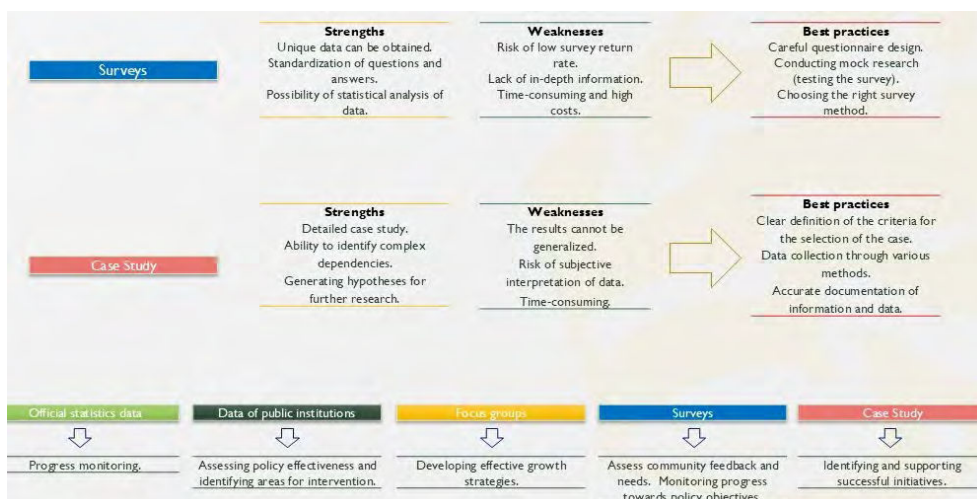 Surveys
Strengths
Unique data can be obtained.
Standardization of questions and
answers.
Possibility of statistical analysis of
data.
Weaknesses
Risk of low survey return
rate.
Lack of in-depth information.
Time-consuming and high
costs.
Best practices
Careful questionnaire design.
Conducting mock research
(testing the survey).
Choosing the right survey
method.
Case Study
Strengths
Detailed case study.
Ability to identify complex
dependencies.
Generating hypotheses for
further research.
Weaknesses
The results cannot be
generalized.
Risk of subjective
interpretation of data.
Time-consuming.
Best practices
Clear definition of the criteria for
the selection of the case.
Data collection through various
methods.
Accurate documentation of
information and data.
Official statistics data
Progress monitoring.
Data of public institutions
Assessing policy effectiveness and
identifying areas for intervention.
Focus groups
Developing effective growth
strategies.
Surveys
Assess community feedback and
needs. Monitoring progress
towards policy objectives
Case Study
Identifying and supporting
successful initiatives.